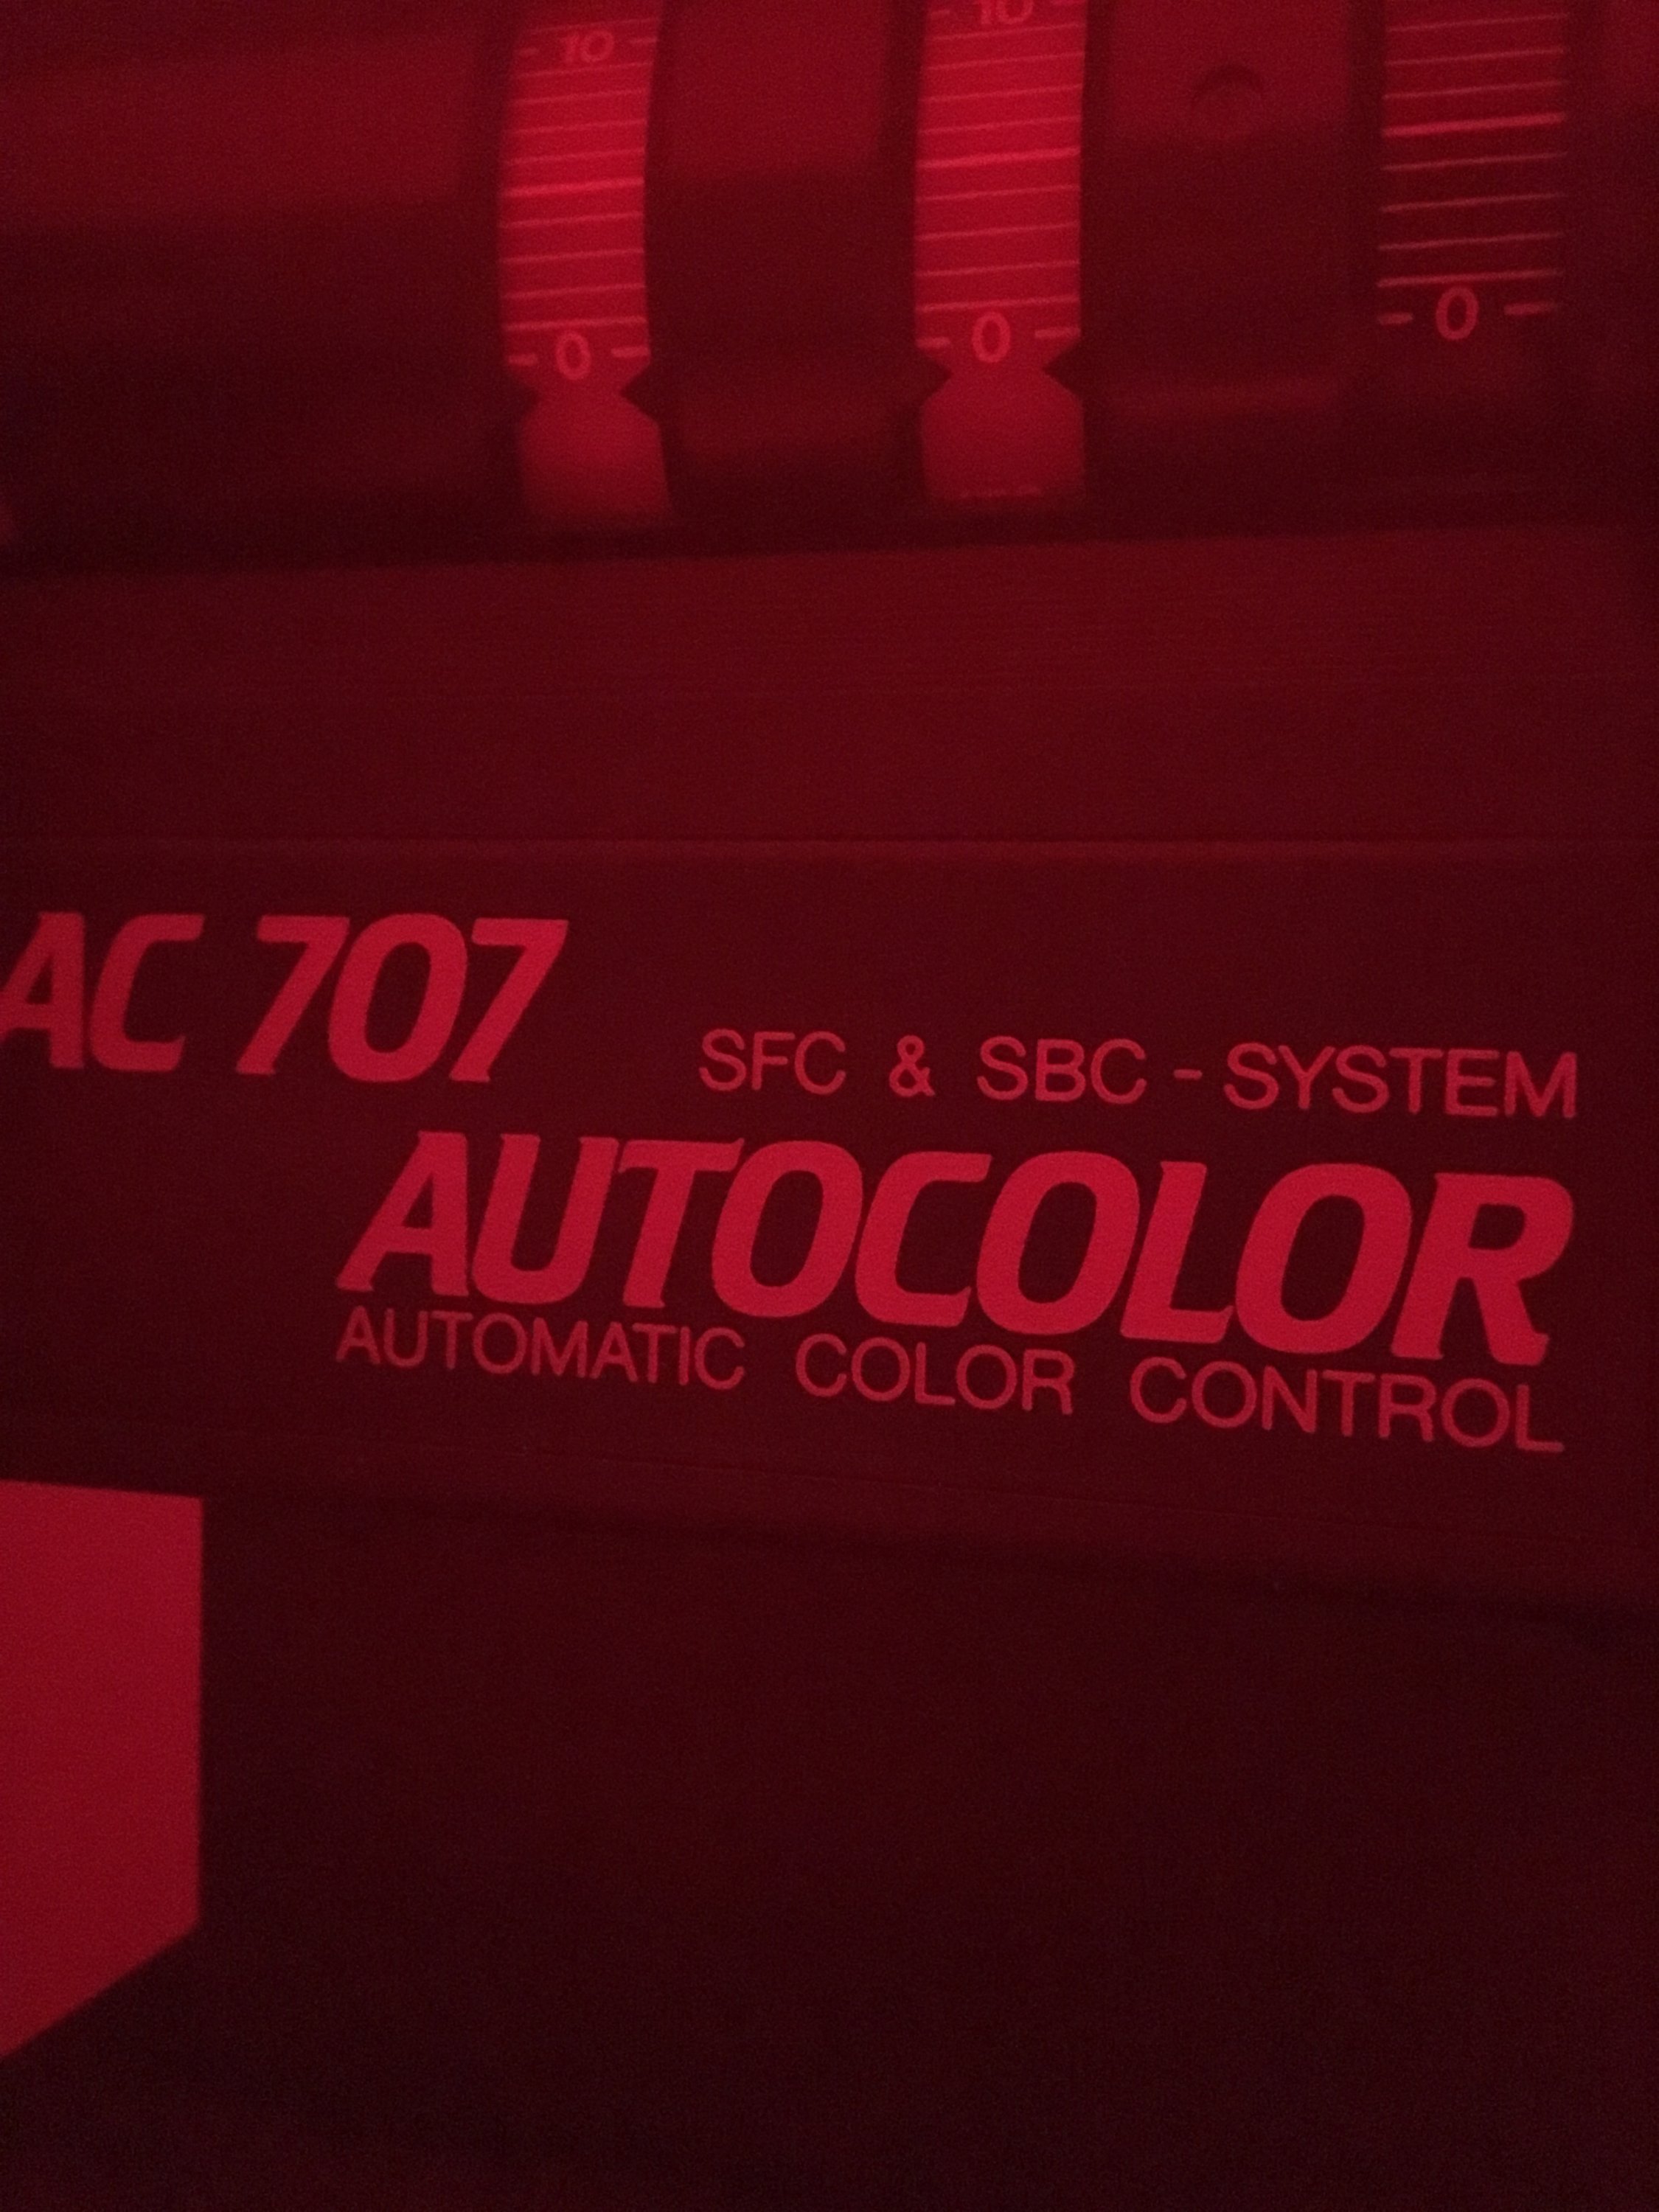 10 10
- 0 - - 0 - - 0 -
AC 707
SFC & SBC - SYSTEM
AUTOCOLOR
AUTOMATIC COLOR CONTROL